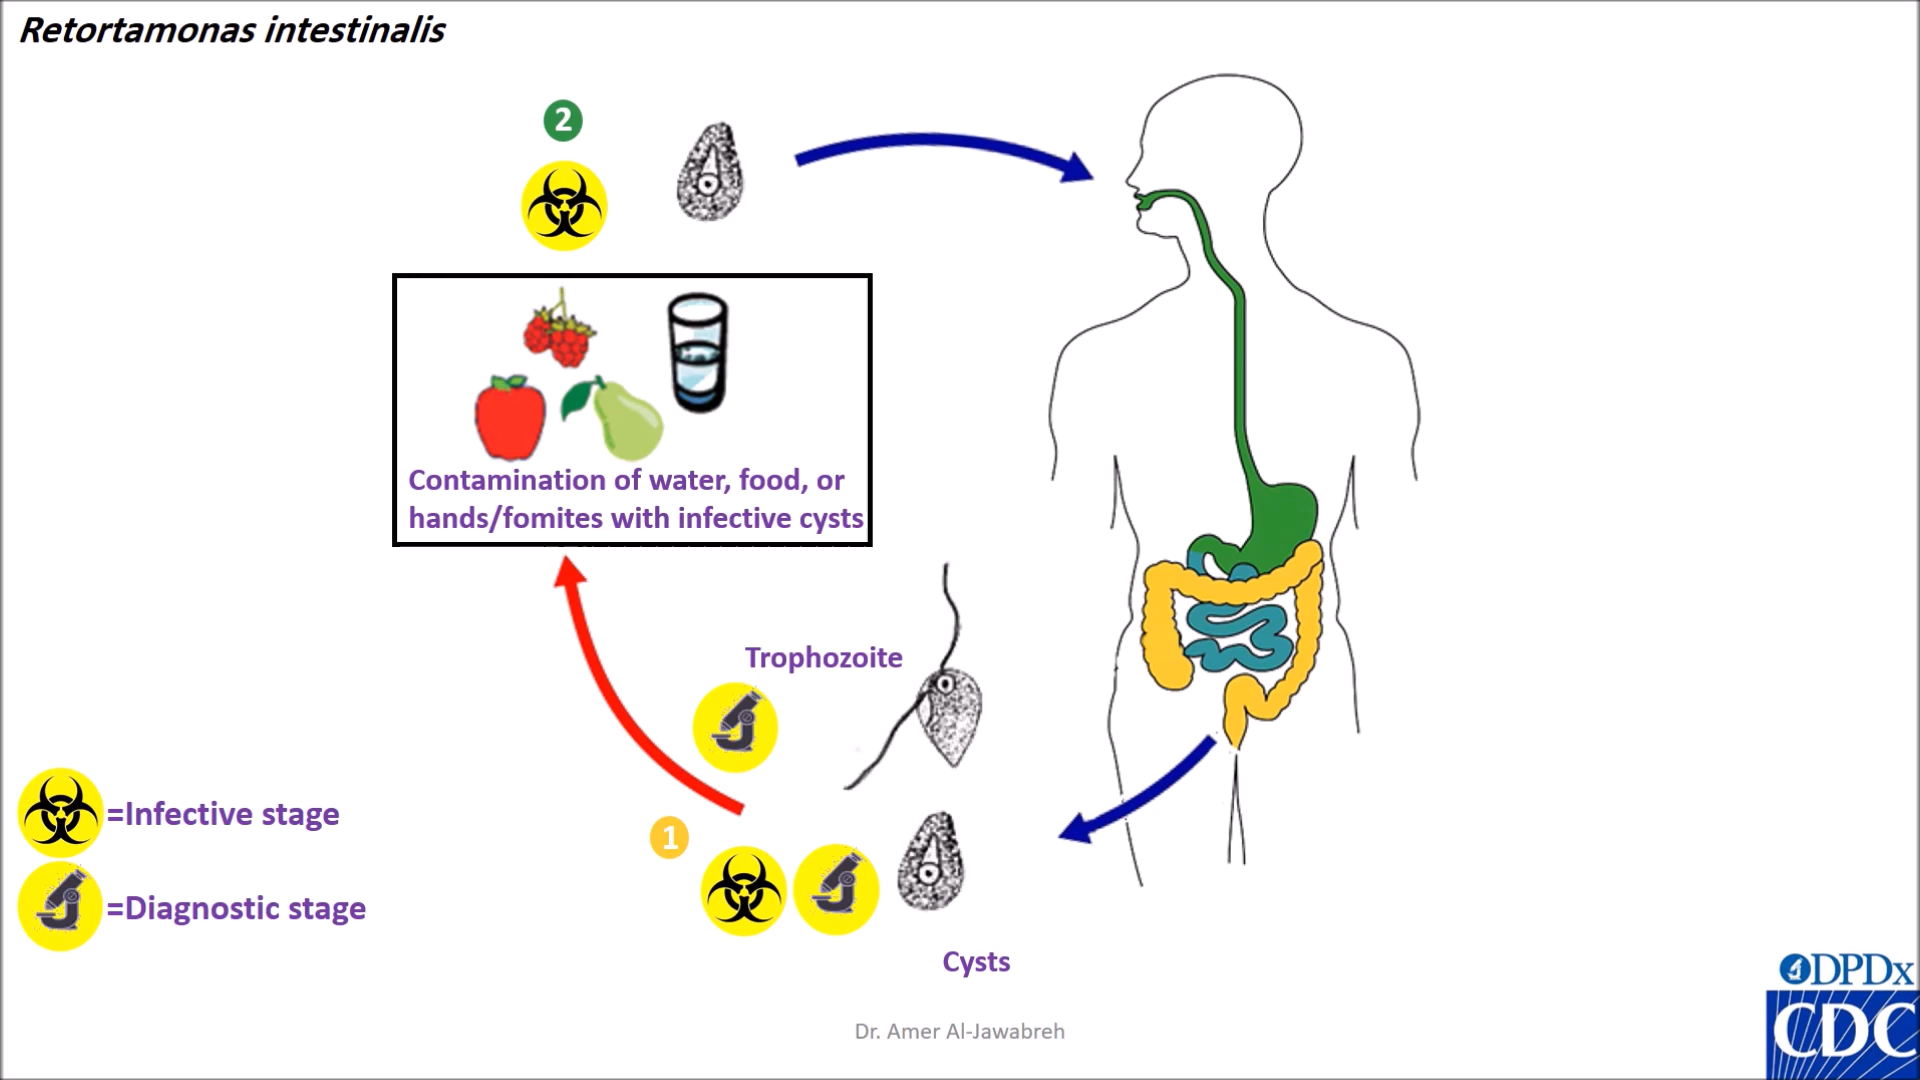 Retortamonas intestinalis
2
Contamination of water, food, or
hands/fomites with infective cysts
Trophozoite
1
Cysts
=Infective stage
=Diagnostic stage
Dr. Amer Al-Jawabreh
DPDx
CDC